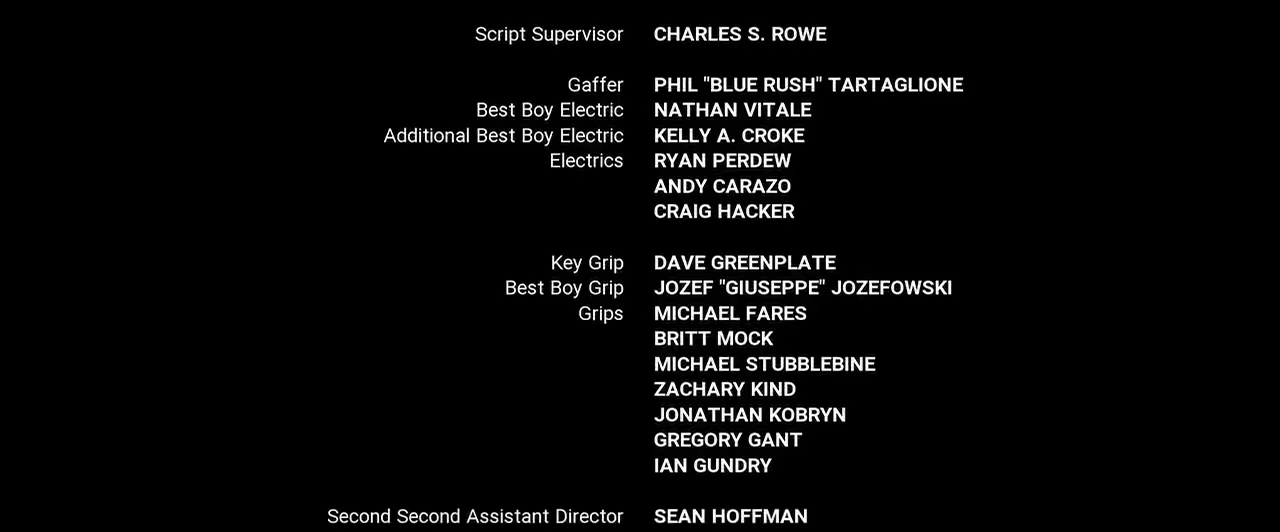 Script Supervisor CHARLES S. ROWE
Gaffer PHIL "BLUE RUSH" TARTAGLIONE
Best Boy Electric NATHAN VITALE
Additional Best Boy Electric KELLY A. CROKE
Electrics RYAN PERDEW
ANDY CARAZO
CRAIG HACKER
Key Grip DAVE GREENPLATE
Best Boy Grip JOZEF "GIUSEPPE" JOZEFOWSKI
Grips MICHAEL FARES
BRITT MOCK
MICHAEL STUBBLEBINE
ZACHARY KIND
JONATHAN KOBRYN
GREGORY GANT
IAN GUNDRY
Second Second Assistant Director SEAN HOFFMAN